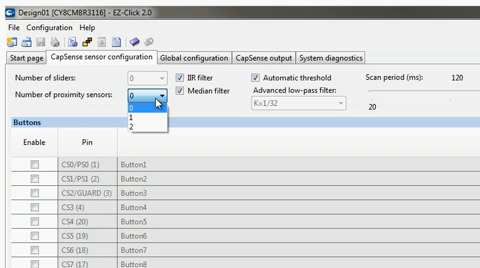 Design01 [CY8CMBR3116] - EZ-Click 2.0
File Configuration Help
Start page CapSense sensor configuration Global configuration CapSense output System diagnostics
Number of sliders: 0 IIR filter Automatic threshold Scan period (ms): 120
Number of proximity sensors: 0 Median filter Advanced low-pass filter:
K=1/32 20
0
1
2
Buttons
Enable Pin
CS0/PS0 (1) Button1
CS1/PS1 (2) Button2
CS2/GUARD (3) Button3
CS3 (4) Button4
CS4 (20) Button5
CS5 (19) Button6
CS6 (18) Button7
CS7 (17) Button8